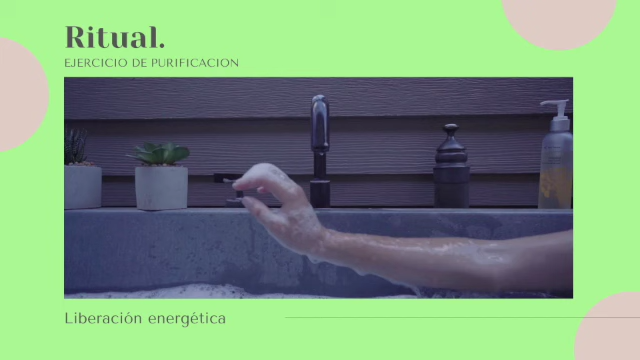 Ritual.
EJERCICIO DE PURIFICACION
Liberación energética